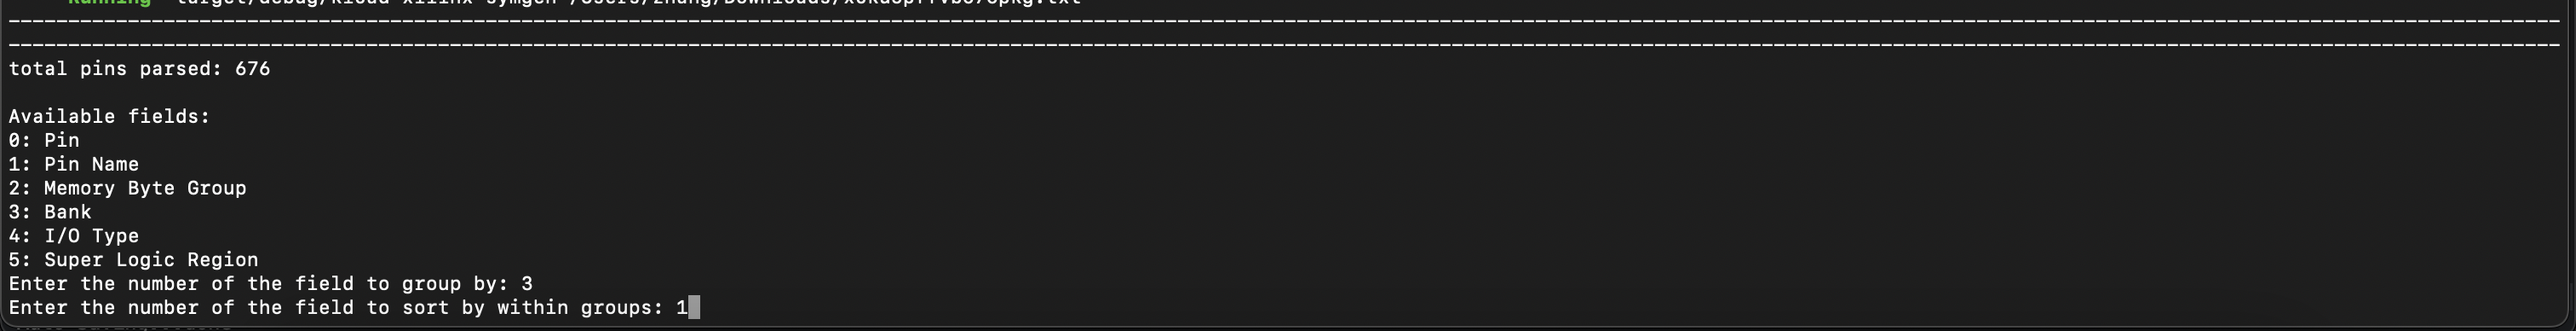 total pins parsed: 676
Available fields:
0: Pin
1: Pin Name
2: Memory Byte Group
3: Bank
4: I/O Type
5: Super Logic Region
Enter the number of the field to group by: 3
Enter the number of the field to sort by within groups: 1